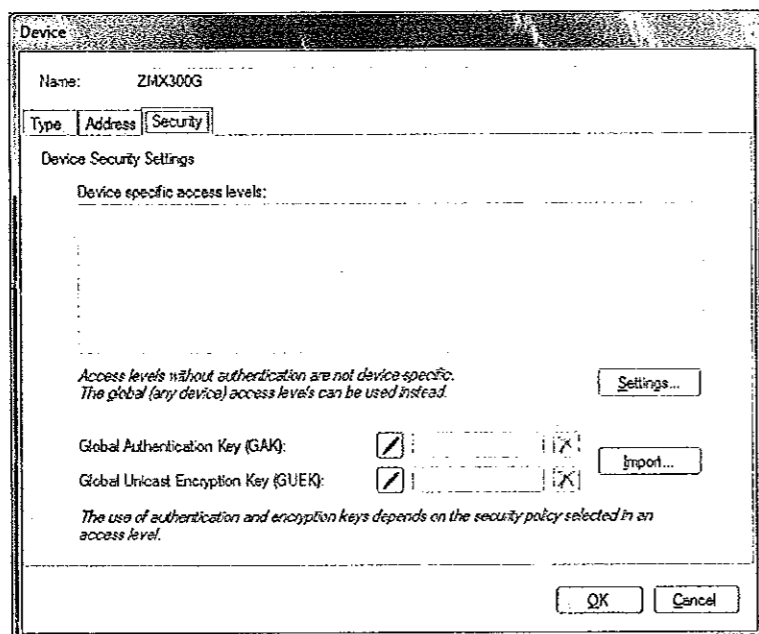 Device
Name: ZMX300G
Type Address Security
Device Security Settings
Device specific access levels:
Access levels without authentication are not device-specific.
The global (any device) access levels can be used instead.
Settings...
Global Authentication Key (GAK):
Import...
Global Unicast Encryption Key (GUEK):
The use of authentication and encryption keys depends on the security policy selected in an
access level.
OK Cancel